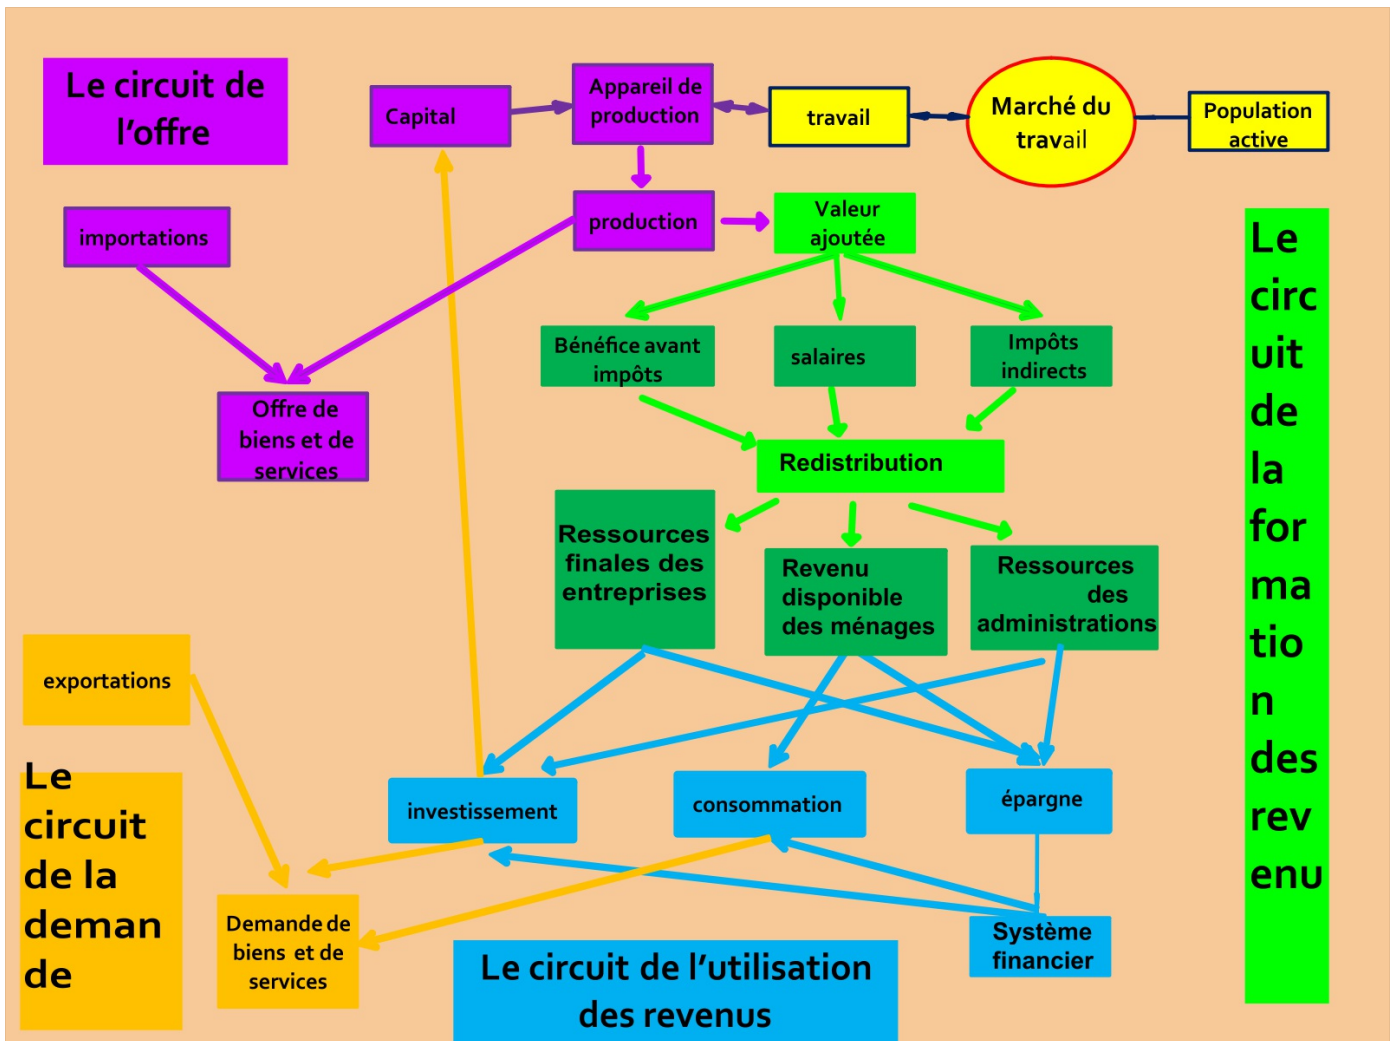 Le circuit de
l'offre
Capital
Appareil de
production
travail
Marché du
travail
Population
active
importations
production
Valeur
ajoutée
Bénéfice avant
impôts
salaires
Impôts
indirects
Offre de
biens et de
services
Redistribution
Ressources
finales des
entreprises
Revenu
disponible
des ménages
Ressources
des
administrations
Le
circ
uit
de
la
for
ma
tio
n
des
rev
enu
exportations
Le
circuit
de la
deman
de
investissement
consommation
épargne
Demande de
biens et de
services
Système
financier
Le circuit de l'utilisation
des revenus